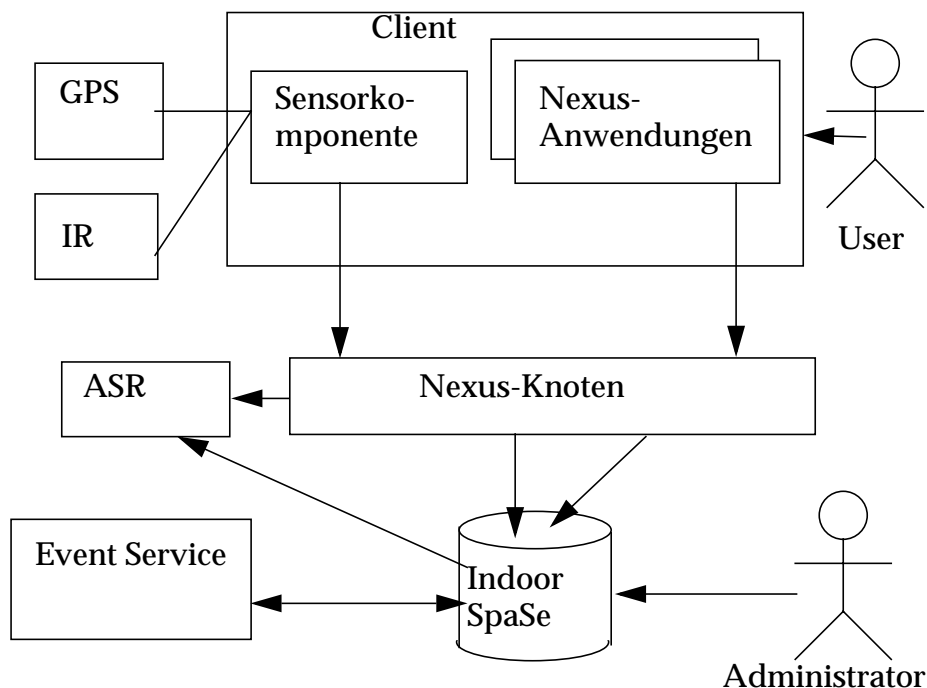 Client
GPS
Sensorko-
mponente
Nexus-
Anwendungen
IR
User
ASR
Nexus-Knoten
Event Service
Indoor
SpaSe
Administrator